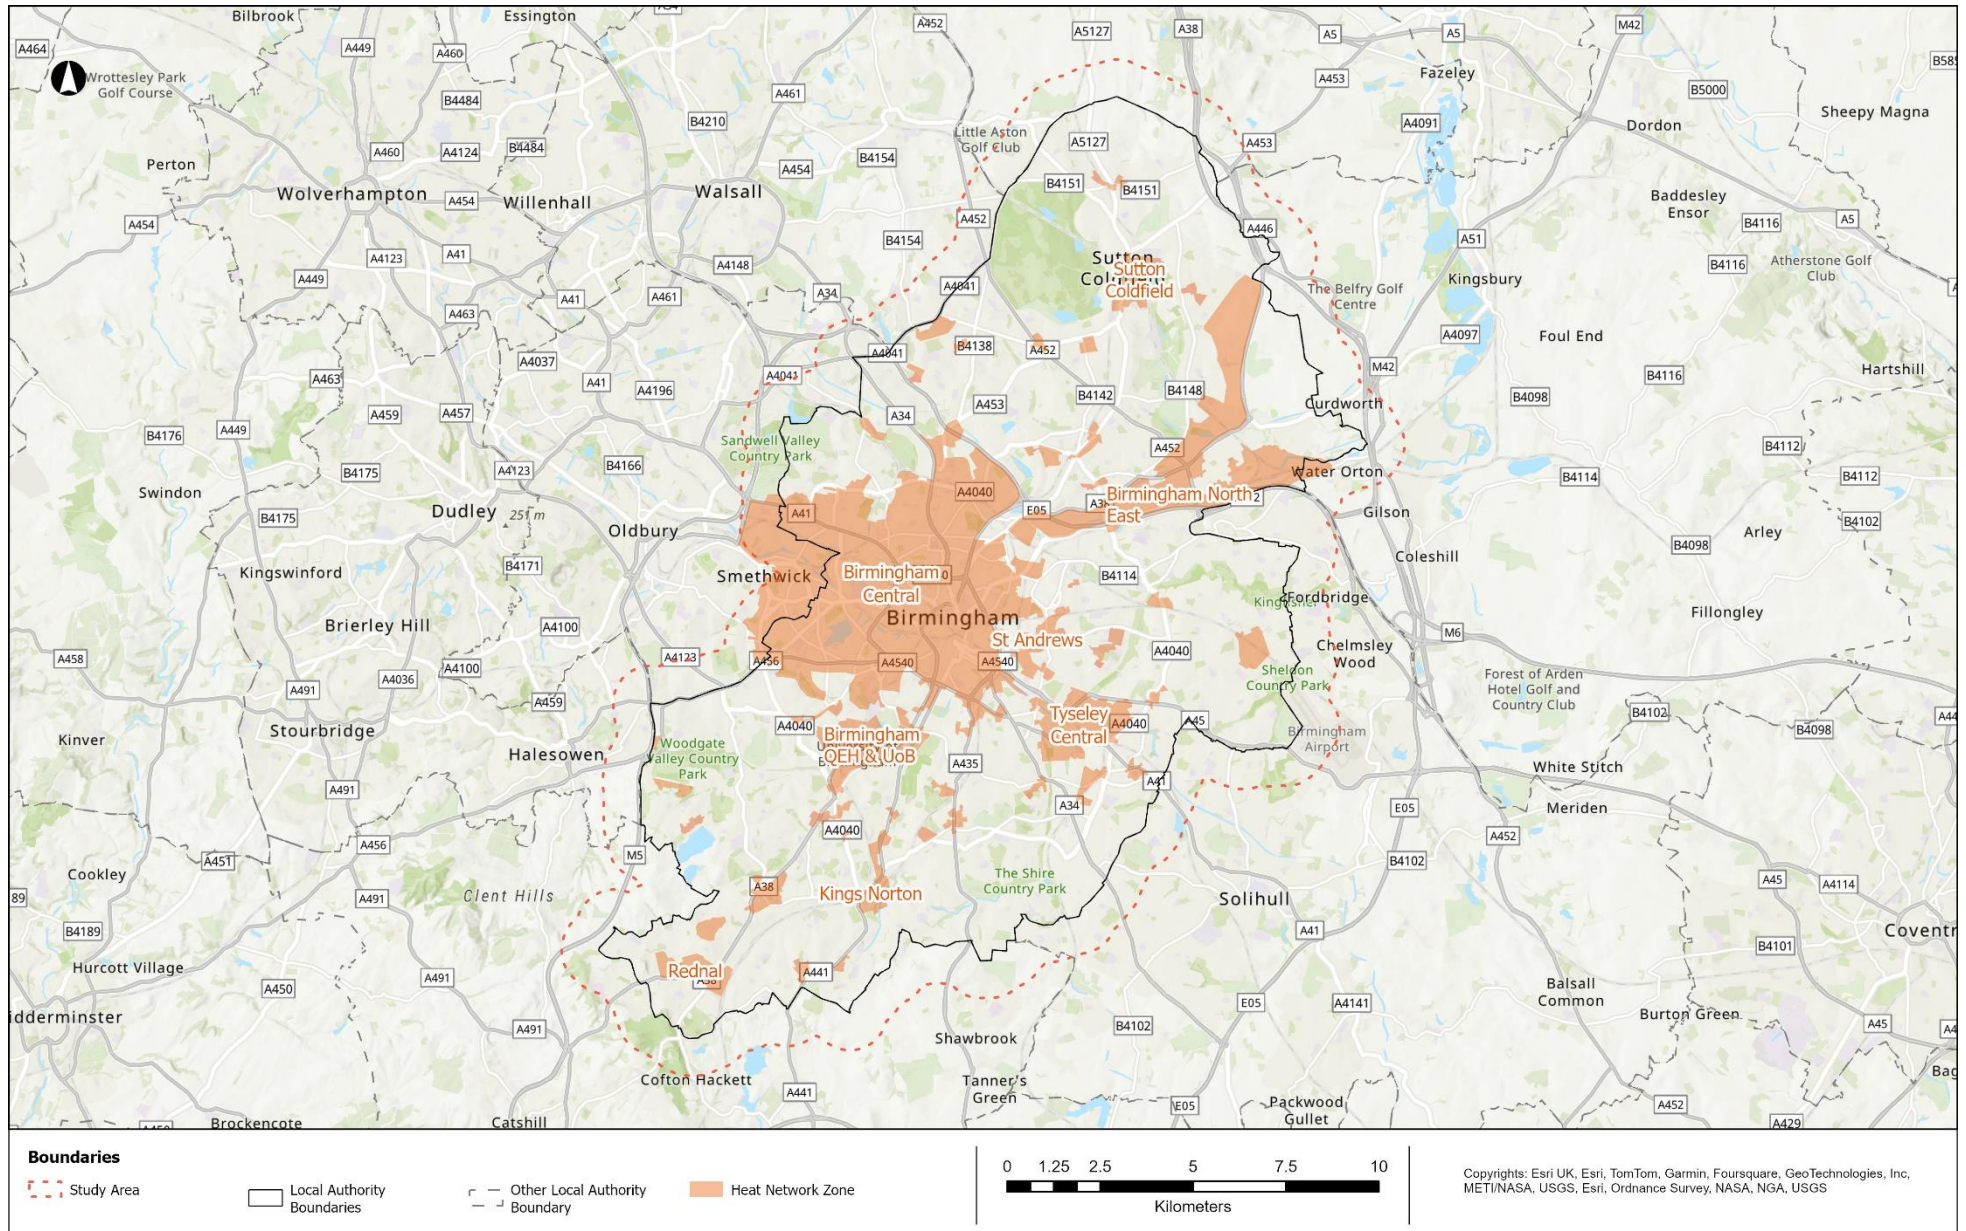 Bilbrook
Essington
A34
A452
A5127
A38
A5
A5
M42
A464
A449
A460
Wrottesley Park
Golf Course
A461
A453
Fazeley
B5000
B4484
B4210
Little Aston
Golf Club
A4091
Sheepy Magna
Dordon
A460
A4124
B4484
B4154
A5127
A453
Perton
A454
Wolverhampton
Willenhall
Walsall
B4151
B4151
Baddesley
Ensor
A454
A454
A452
A446
A51
B4116
A5
B4154
A4123
A41
A4148
Sutton
Coldfield
Sutton
Coldfield
B4116
Atherstone Golf
Club
A449
A41
A461
A34
A4041
The Belfry Golf
Centre
Kingsbury
A463
A4097
Foul End
A4037
A4041
B4138
A452
M42
Hartshill
A463
A41
A4196
A4041
B4142
B4148
B4116
B4098
Curdworth
A459
A457
A453
A34
B4176
A449
Sandwell Valley
Country Park
A452
B4112
B4175
A4123
B4166
Water Orton
B4114
B4112
Swindon
A4040
Birmingham North
East
Dudley
251 m
B4175
A41
E05
Gilson
B4102
Oldbury
Arley
B4098
Coleshill
Kingswinford
B4171
Smethwick
Birmingham
Central
B4114
Fordbridge
Fillongley
Brierley Hill
A4100
Birmingham
St Andrews
M6
A458
A4100
A4123
A456
A4540
A4540
A4040
Chelmsley
Wood
A4036
Sheldon
Country Park
Forest of Arden
Hotel Golf and
Country Club
A491
A459
B4102
Stourbridge
A4040
Tyseley
Central
A4040
A45
B4098
Kinver
Birmingham
QEH & UoB
Birmingham
Airport
Halesowen
Woodgate
Valley Country
Park
A435
White Stitch
A491
A41
Meriden
A34
E05
A4040
A452
A456
M5
B4102
A451
Cookley
The Shire
Country Park
A45
A4114
A38
Clent Hills
A491
Kings Norton
Solihull
B4189
A41
B4101
Hurcott Village
Rednal
A441
A491
A450
Balsall
Common
E05
A4141
Burton Green
A491
B4102
A45
Shawbrook
Cofton Hackett
Tanner's
Green
A441
E05
Packwood
Gullet
A452
Brockencote
Catshill
A429
Boundaries
Study Area
Local Authority
Boundaries
Other Local Authority
Boundary
Heat Network Zone
0 1.25 2.5 5 7.5 10
Kilometers
Copyrights: Esri UK, Esri, TomTom, Garmin, Foursquare, GeoTechnologies, Inc,
METI/NASA, USGS, Esri, Ordnance Survey, NASA, NGA, USGS